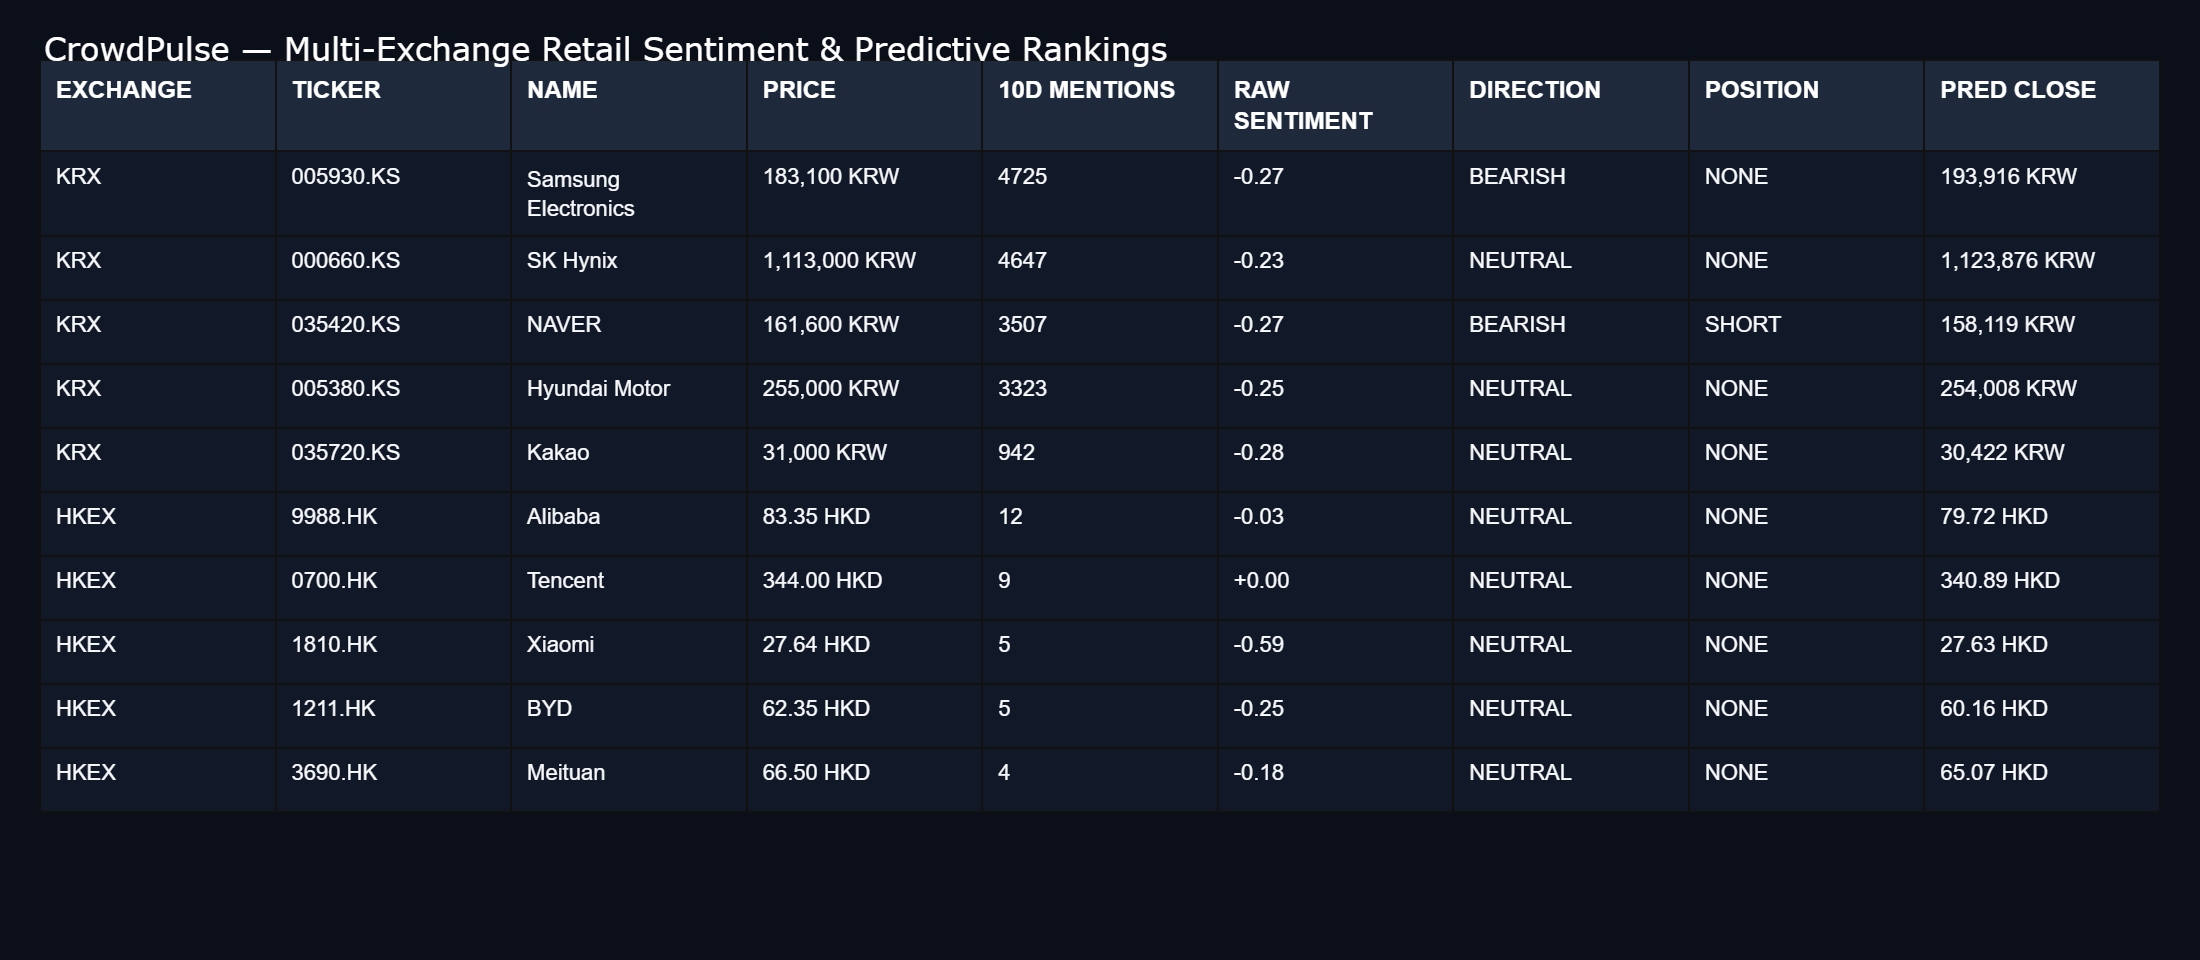 CrowdPulse — Multi-Exchange Retail Sentiment & Predictive Rankings
EXCHANGE TICKER NAME PRICE 10D MENTIONS RAW SENTIMENT DIRECTION POSITION PRED CLOSE
KRX 005930.KS Samsung Electronics 183,100 KRW 4725 -0.27 BEARISH NONE 193,916 KRW
KRX 000660.KS SK Hynix 1,113,000 KRW 4647 -0.23 NEUTRAL NONE 1,123,876 KRW
KRX 035420.KS NAVER 161,600 KRW 3507 -0.27 BEARISH SHORT 158,119 KRW
KRX 005380.KS Hyundai Motor 255,000 KRW 3323 -0.25 NEUTRAL NONE 254,008 KRW
KRX 035720.KS Kakao 31,000 KRW 942 -0.28 NEUTRAL NONE 30,422 KRW
HKEX 9988.HK Alibaba 83.35 HKD 12 -0.03 NEUTRAL NONE 79.72 HKD
HKEX 0700.HK Tencent 344.00 HKD 9 +0.00 NEUTRAL NONE 340.89 HKD
HKEX 1810.HK Xiaomi 27.64 HKD 5 -0.59 NEUTRAL NONE 27.63 HKD
HKEX 1211.HK BYD 62.35 HKD 5 -0.25 NEUTRAL NONE 60.16 HKD
HKEX 3690.HK Meituan 66.50 HKD 4 -0.18 NEUTRAL NONE 65.07 HKD